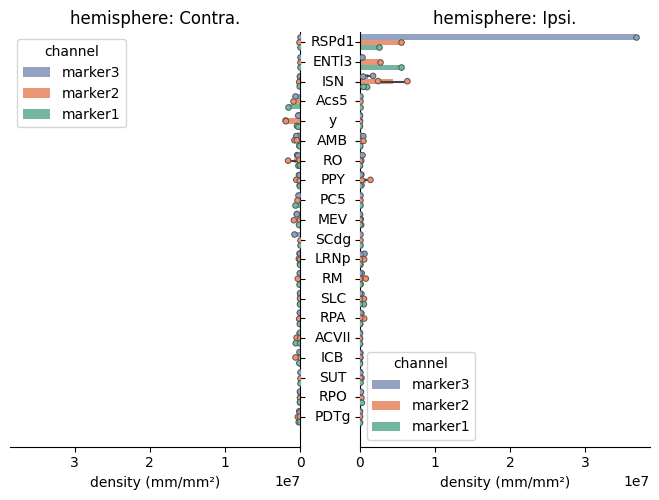 hemisphere: Contra.
hemisphere: Ipsi.
channel
marker3
marker2
marker1
RSPd1
ENTl3
ISN
Acs5
y
AMB
RO
PPY
PC5
MEV
SCdg
LRNp
RM
SLC
RPA
ACVII
ICB
SUT
RPO
PDTg
channel
marker3
marker2
marker1
3 2 1 0
0 1 2 3
density (mm/mm²)
1e7
density (mm/mm²)
1e7